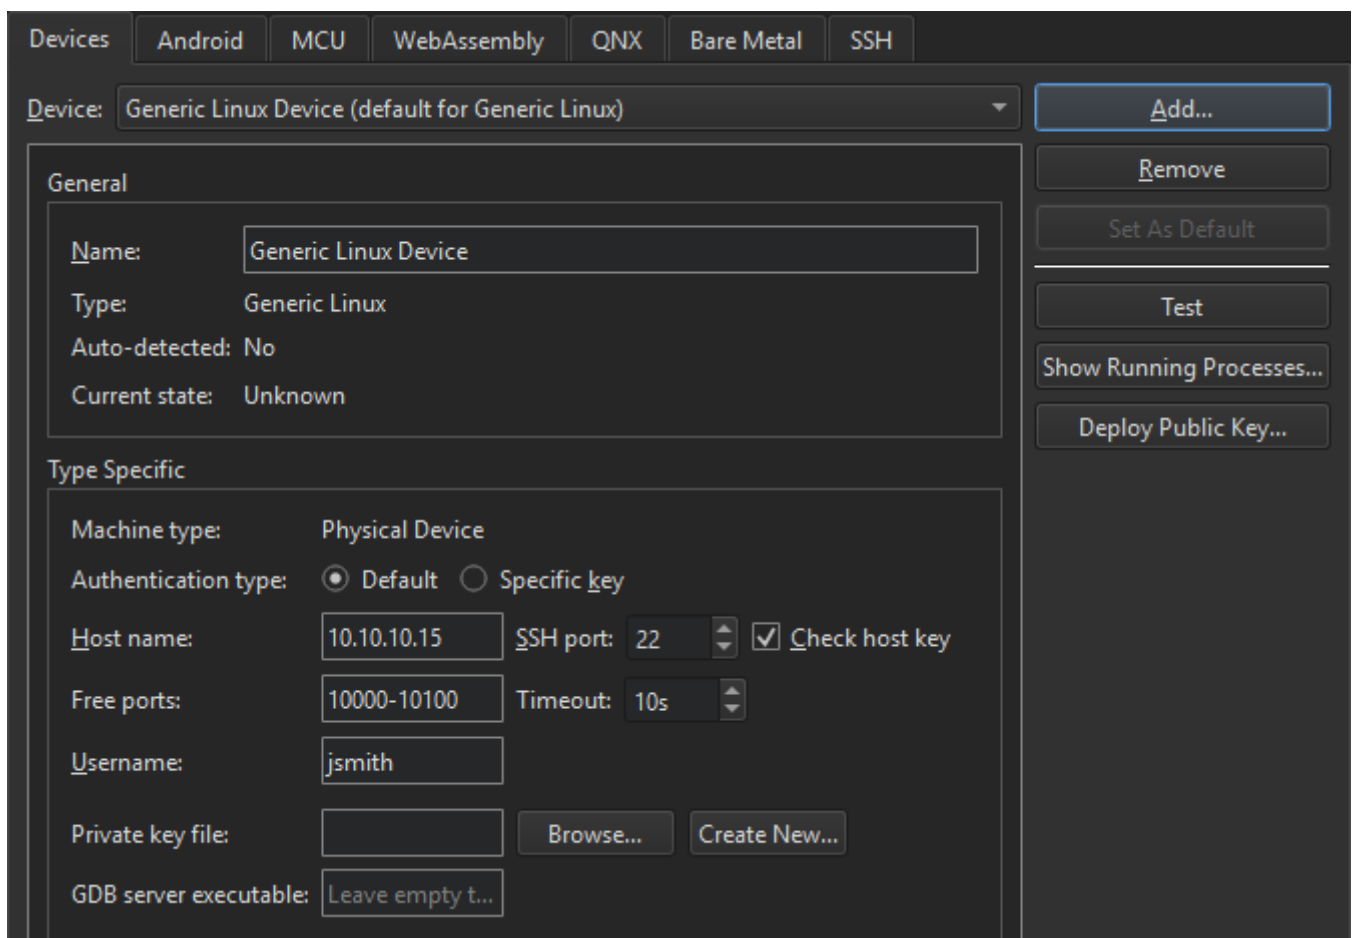 Devices Android MCU WebAssembly QNX Bare Metal SSH
Device: Generic Linux Device (default for Generic Linux) Add...
Remove
General
Set As Default
Name: Generic Linux Device
Type: Generic Linux
Test
Auto-detected: No
Show Running Processes...
Current state: Unknown
Deploy Public Key...
Type Specific
Machine type: Physical Device
Authentication type: Default Specific key
Host name: 10.10.10.15 SSH port: 22 Check host key
Free ports: 10000-10100 Timeout: 10s
Username: jsmith
Private key file: Browse... Create New...
GDB server executable: Leave empty t...